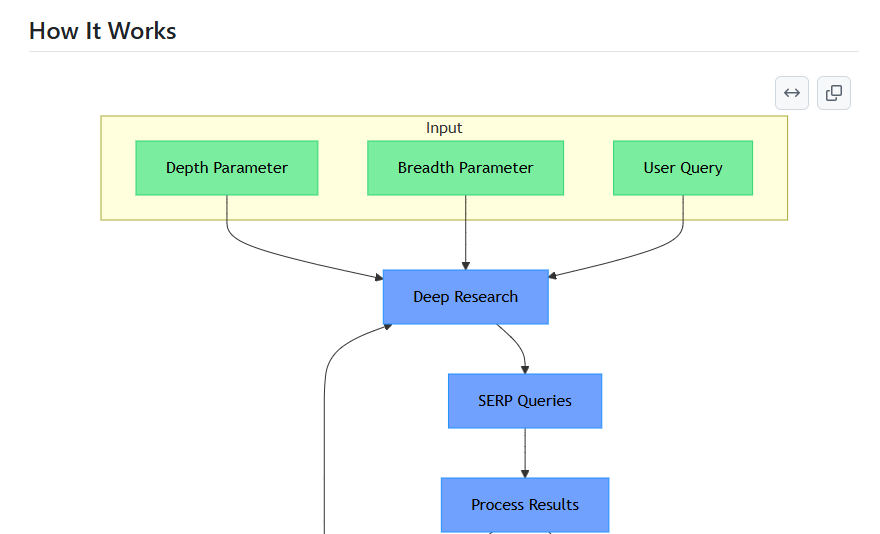 How It Works
Input
Depth Parameter
Breadth Parameter
User Query
Deep Research
SERP Queries
Process Results